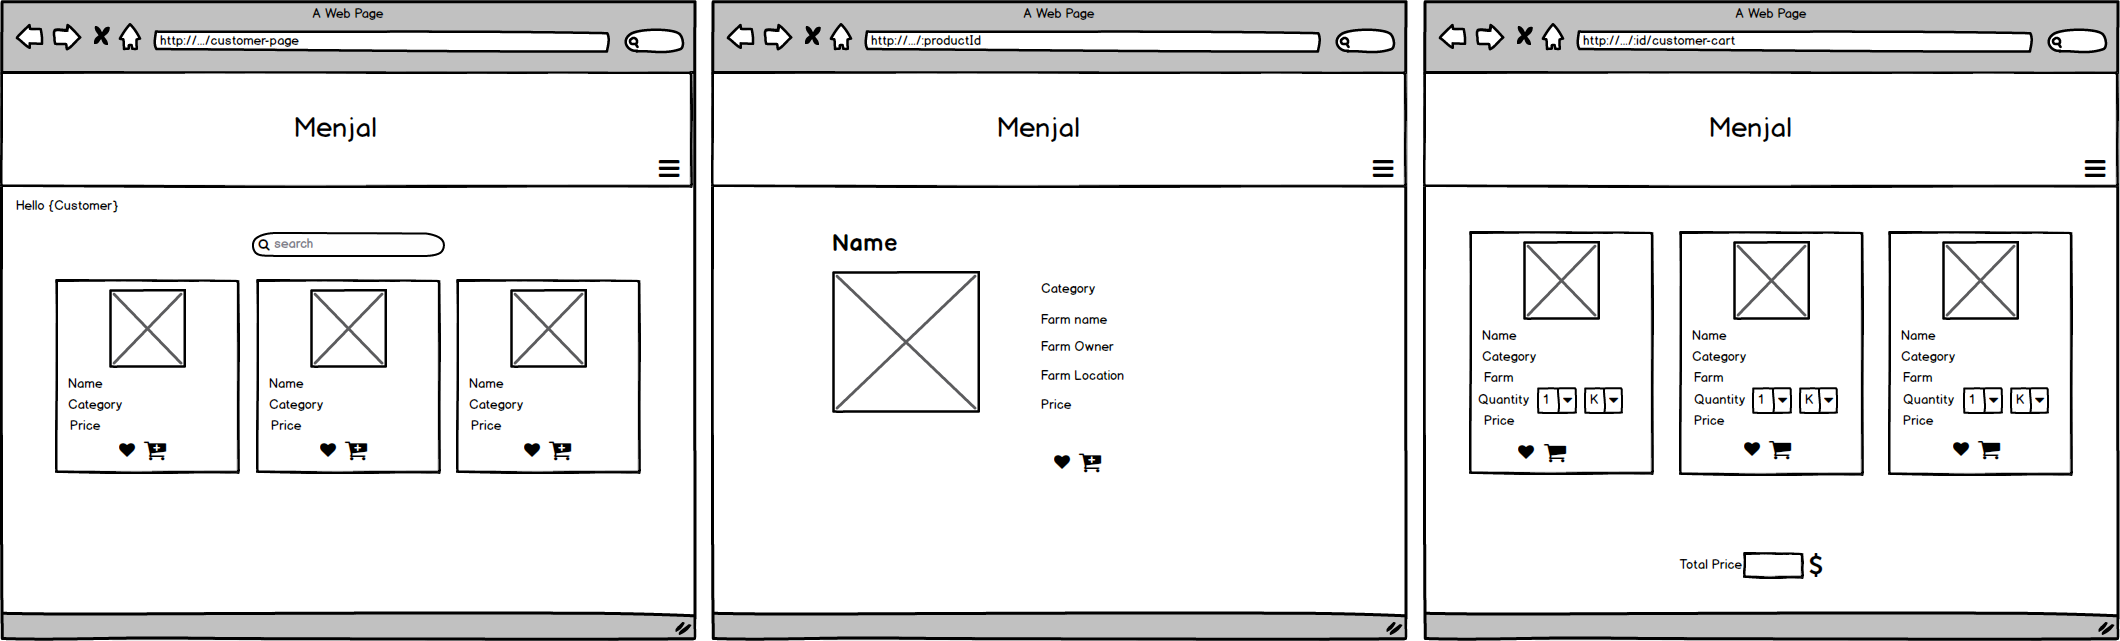 A Web Page
http://.../customer-page
Menjal
Hello {Customer}
search
Name
Category
Price
Name
Category
Price
Name
Category
Price
A Web Page
http://.../:productId
Menjal
Name
Category
Farm name
Farm Owner
Farm Location
Price
A Web Page
http://.../:id/customer-cart
Menjal
Name
Category
Farm
Quantity 1 K
Price
Name
Category
Farm
Quantity 1 K
Price
Name
Category
Farm
Quantity 1 K
Price
Total Price $